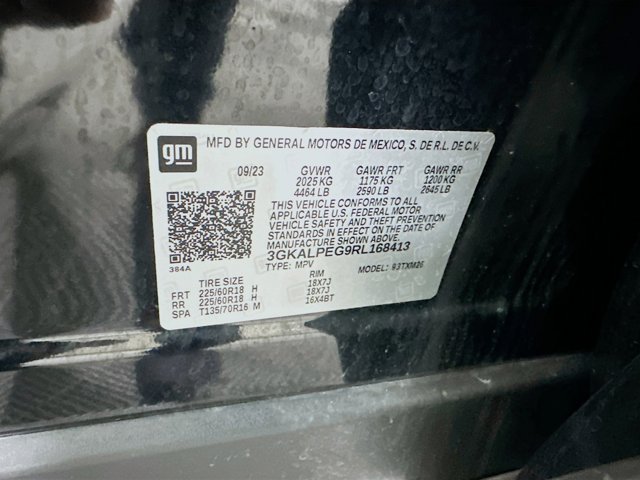 gm
MFD BY GENERAL MOTORS DE MEXICO, S. DE R.L. DE C.V.
09/23 GVWR GAWR FRT GAWR RR
2025 KG 1175 KG 1200 KG
4464 LB 2590 LB 2645 LB
THIS VEHICLE CONFORMS TO ALL
APPLICABLE U.S. FEDERAL MOTOR
VEHICLE SAFETY AND THEFT PREVENTION
STANDARDS IN EFFECT ON THE DATE OF
MANUFACTURE SHOWN ABOVE.
3GKALPEG9RL168413
384A
TYPE: MPV MODEL: 93TXM26
TIRE SIZE RIM
FRT 225/60R18 H 18X7J
RR 225/60R18 H 18X7J
SPA T135/70R16 M 16X4BT